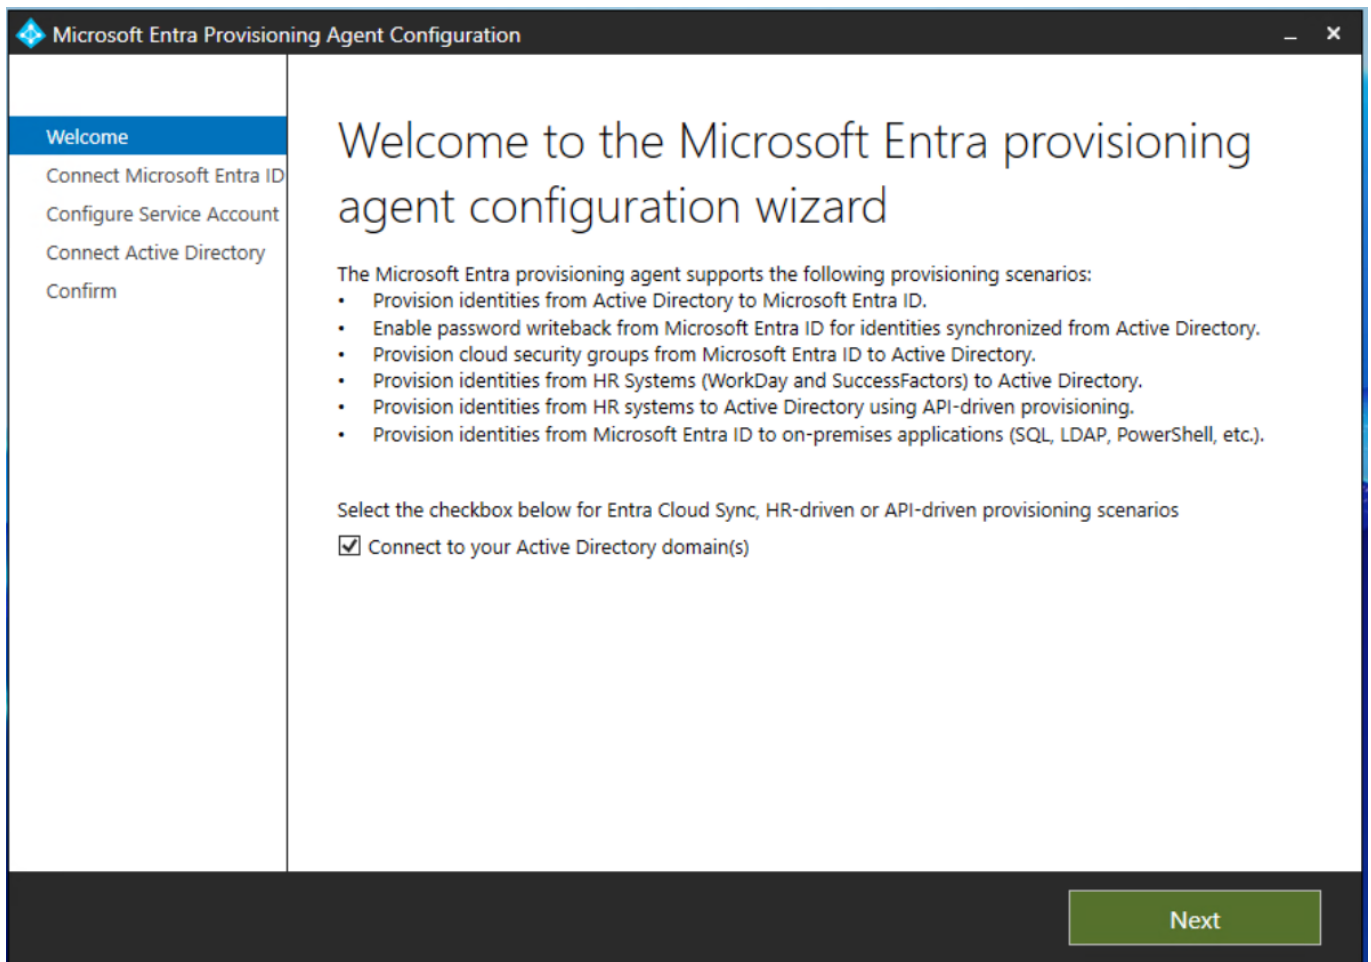 Microsoft Entra Provisioning Agent Configuration
Welcome
Connect Microsoft Entra ID
Configure Service Account
Connect Active Directory
Confirm
Welcome to the Microsoft Entra provisioning
agent configuration wizard
The Microsoft Entra provisioning agent supports the following provisioning scenarios:
• Provision identities from Active Directory to Microsoft Entra ID.
• Enable password writeback from Microsoft Entra ID for identities synchronized from Active Directory.
• Provision cloud security groups from Microsoft Entra ID to Active Directory.
• Provision identities from HR Systems (WorkDay and SuccessFactors) to Active Directory.
• Provision identities from HR systems to Active Directory using API-driven provisioning.
• Provision identities from Microsoft Entra ID to on-premises applications (SQL, LDAP, PowerShell, etc.).
Select the checkbox below for Entra Cloud Sync, HR-driven or API-driven provisioning scenarios
Connect to your Active Directory domain(s)
Next